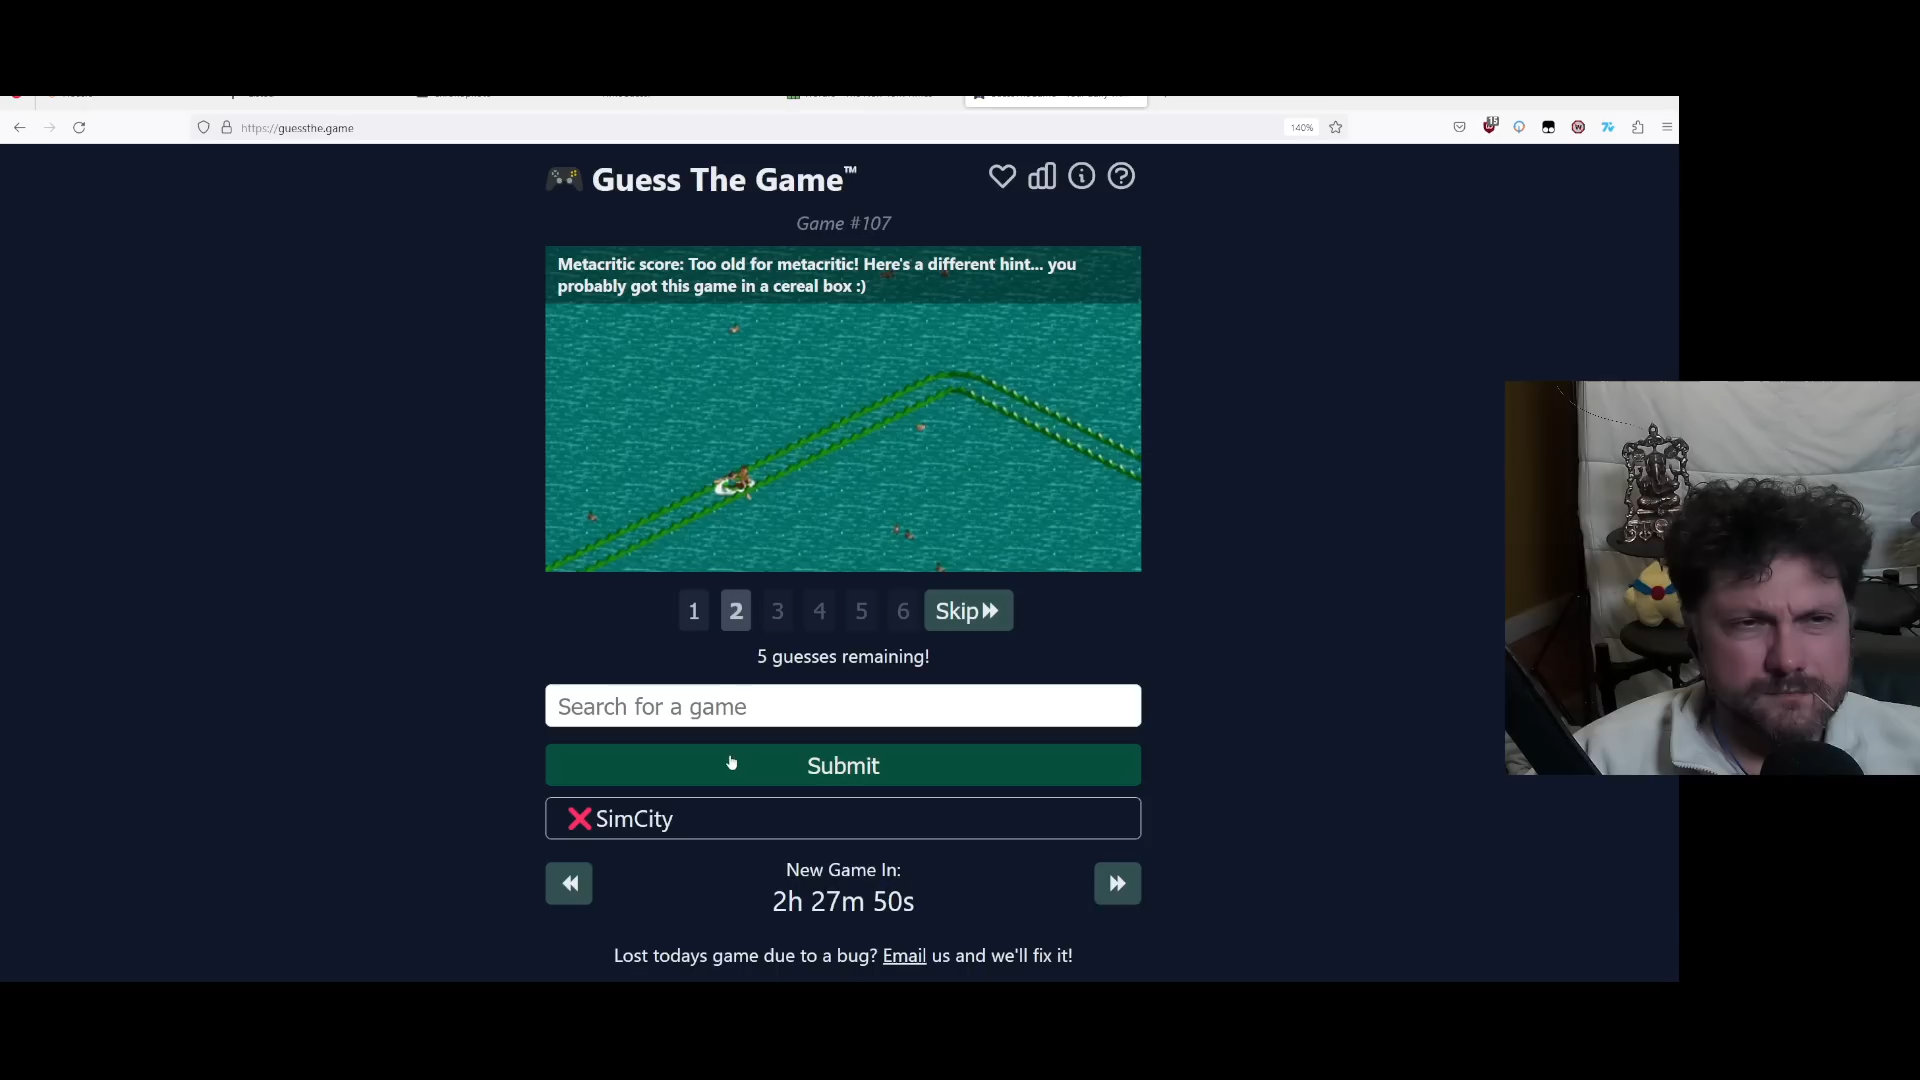 https://guessthe.game
140%
15
Guess The Game™
Game #107
Metacritic score: Too old for metacritic! Here's a different hint... you
probably got this game in a cereal box :)
1 2 3 4 5 6 Skip
5 guesses remaining!
Search for a game
Submit
SimCity
New Game In:
2h 27m 50s
Lost todays game due to a bug? Email us and we'll fix it!